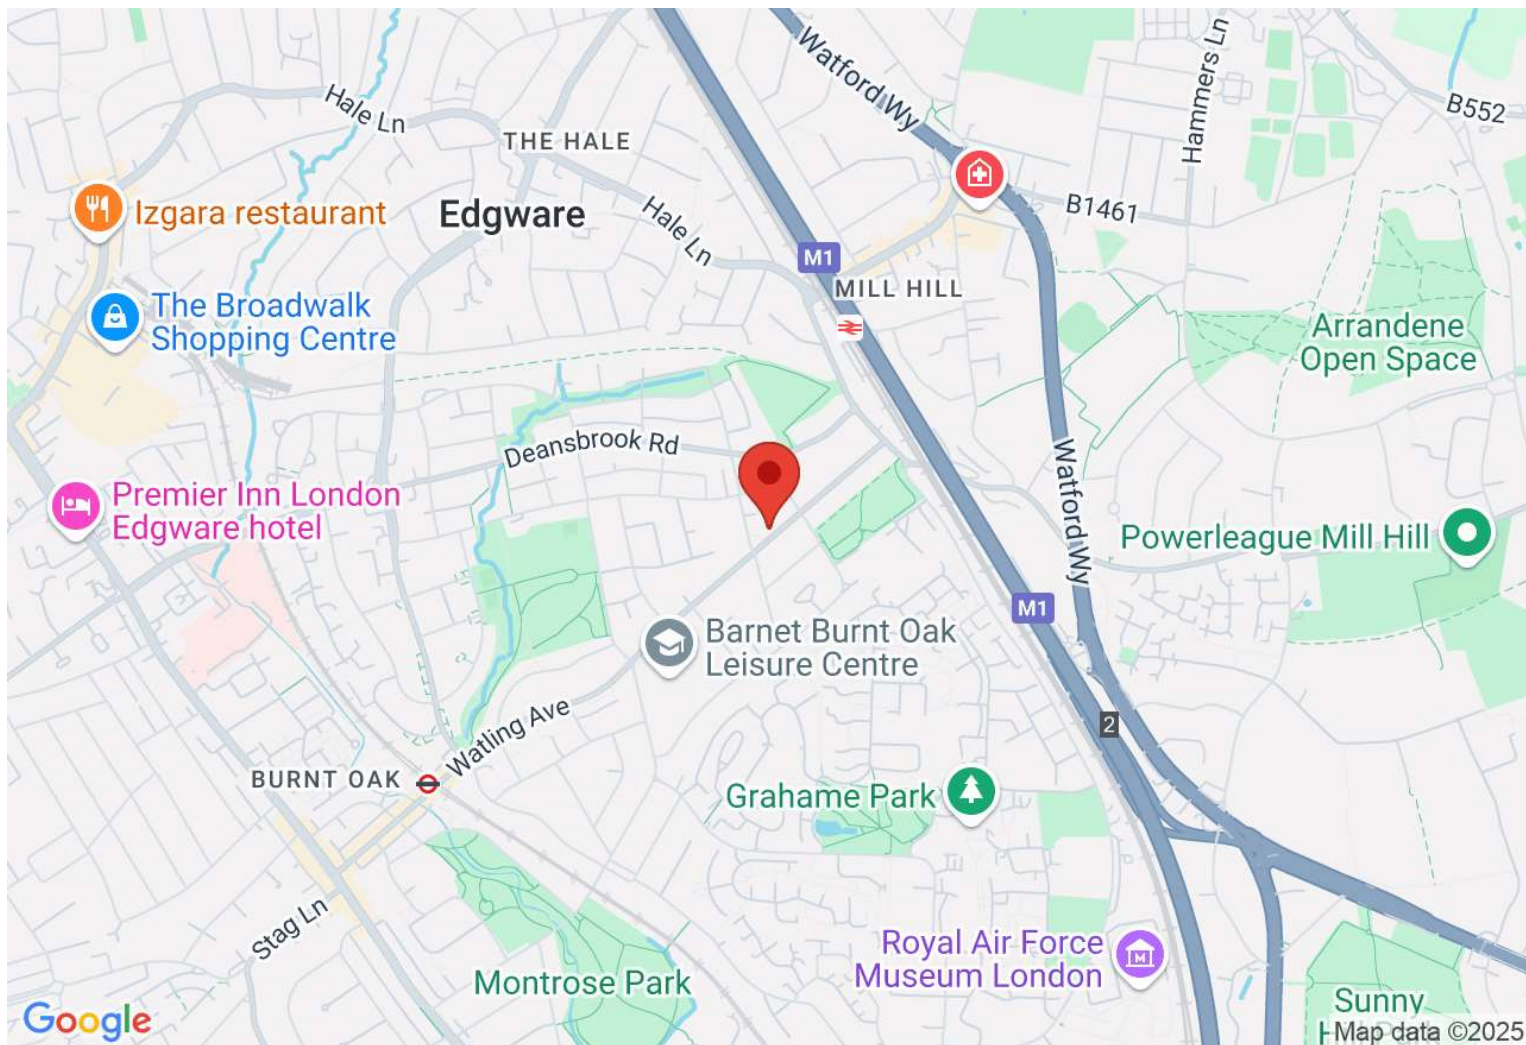 Watford Wy
Hammers Ln
B552
Hale Ln
THE HALE
Izgara restaurant
Edgware
Hale Ln
B1461
M1
MILL HILL
The Broadwalk
Shopping Centre
Arrandene
Open Space
Deansbrook Rd
Watford Wy
Premier Inn London
Edgware hotel
Powerleague Mill Hill
M1
Barnet Burnt Oak
Leisure Centre
2
Watling Ave
BURNT OAK
Grahame Park
Stag Ln
Royal Air Force
Museum London
Montrose Park
Sunny
Google
Map data ©2025
M